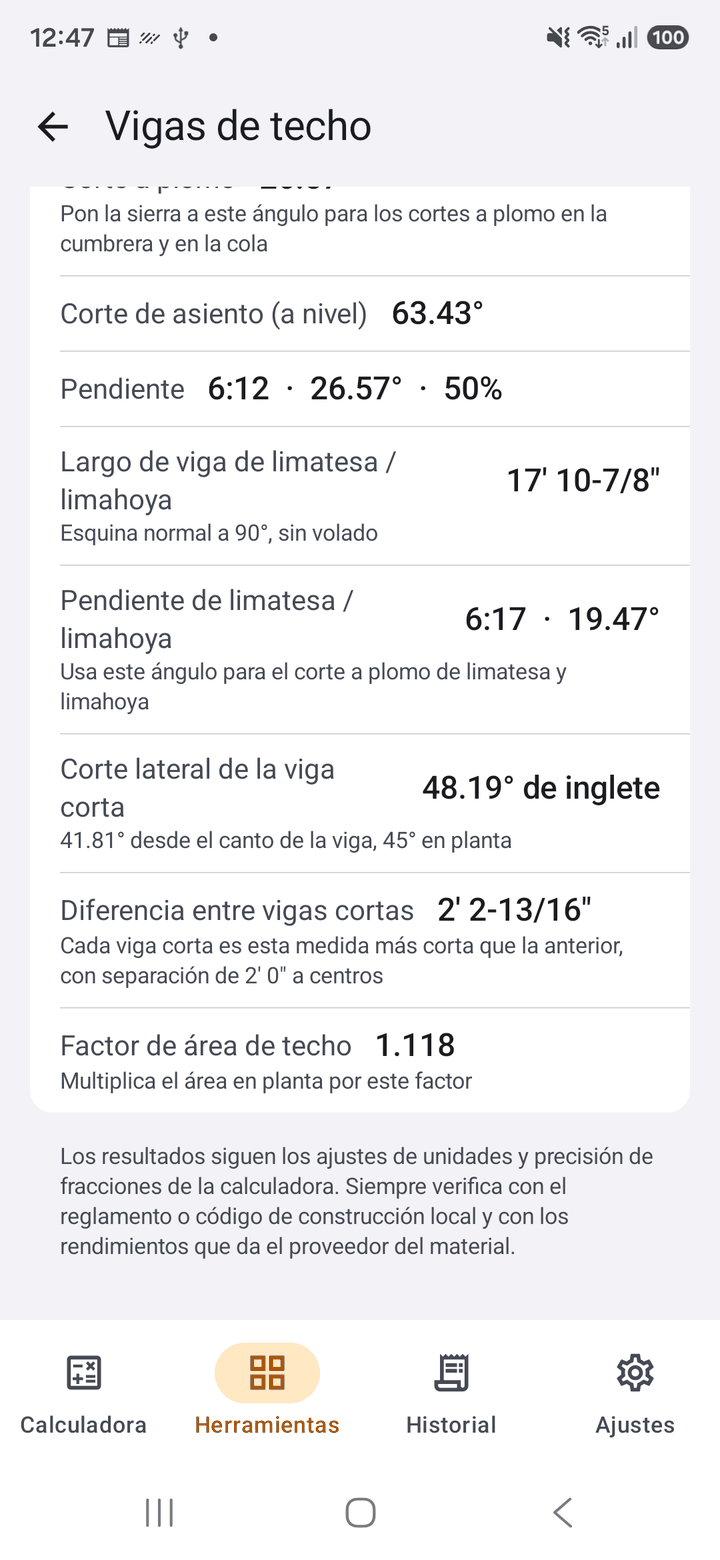 12:47
5
100
Vigas de techo
Pon la sierra a este ángulo para los cortes a plomo en la
cumbrera y en la cola
Corte de asiento (a nivel) 63.43°
Pendiente 6:12 · 26.57° · 50%
Largo de viga de limatesa /
limahoya
17' 10-7/8"
Esquina normal a 90°, sin volado
Pendiente de limatesa /
limahoya
6:17 · 19.47°
Usa este ángulo para el corte a plomo de limatesa y
limahoya
Corte lateral de la viga
corta
48.19° de inglete
41.81° desde el canto de la viga, 45° en planta
Diferencia entre vigas cortas 2' 2-13/16"
Cada viga corta es esta medida más corta que la anterior,
con separación de 2' 0" a centros
Factor de área de techo 1.118
Multiplica el área en planta por este factor
Los resultados siguen los ajustes de unidades y precisión de
fracciones de la calculadora. Siempre verifica con el
reglamento o código de construcción local y con los
rendimientos que da el proveedor del material.
Calculadora
Herramientas
Historial
Ajustes